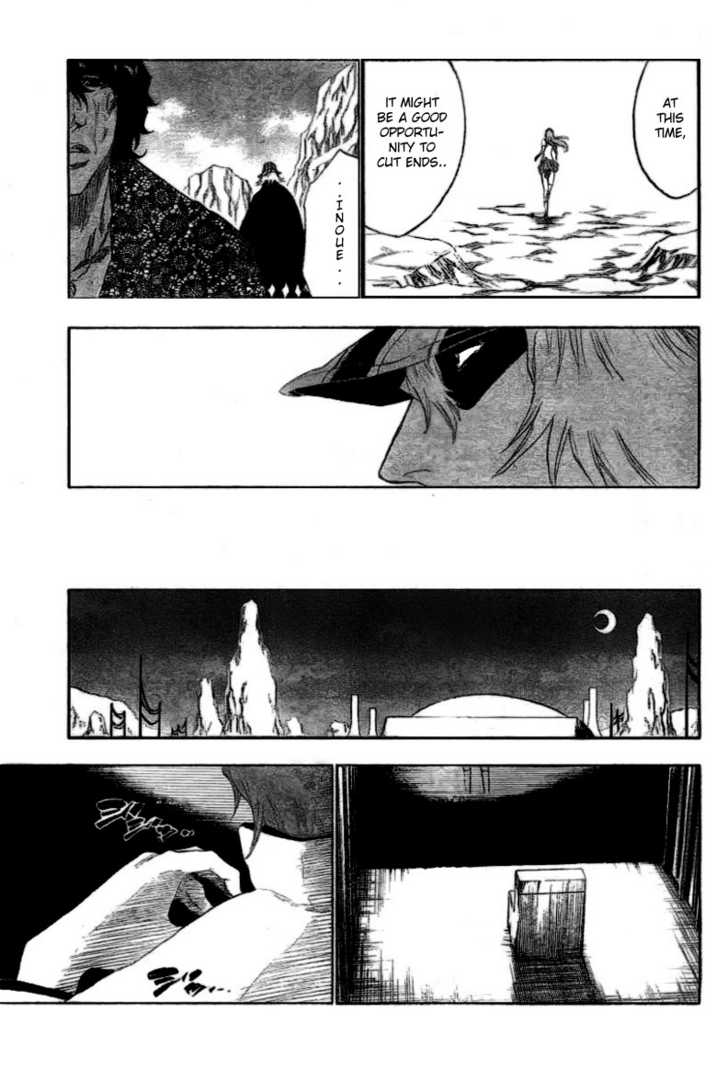 AT
THIS
TIME,
IT MIGHT
BE A GOOD
OPPORTU-
NITY TO
CUT ENDS..
..INOUE..